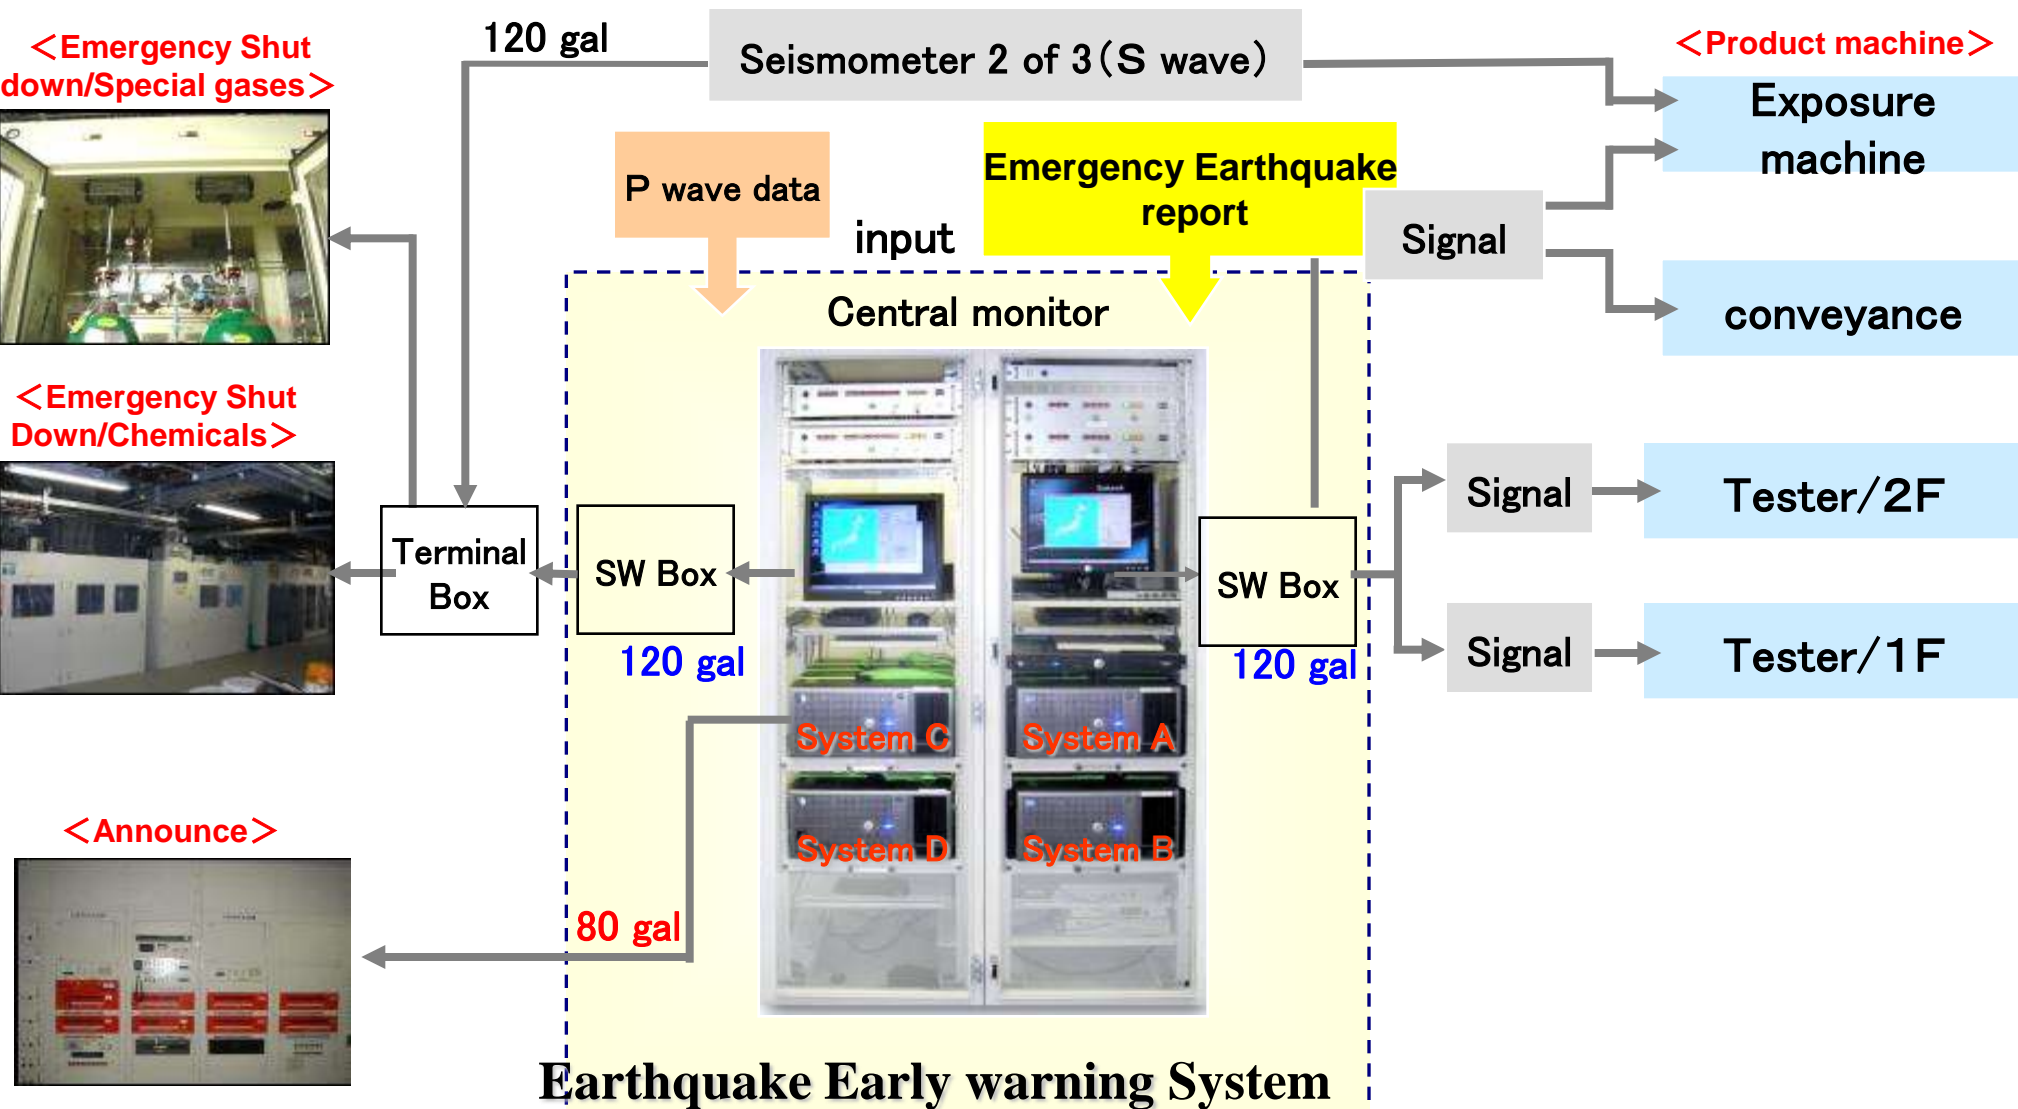 ＜Emergency Shut
down/Special gases＞
120 gal
Seismometer 2 of 3（S wave）
＜Product machine＞
Exposure
machine
P wave data
input
Emergency Earthquake
report
Signal
conveyance
Central monitor
＜Emergency Shut
Down/Chemicals＞
Terminal
Box
SW Box
120 gal
SW Box
120 gal
Signal
Tester/2F
Signal
Tester/1F
System C
System A
System D
System B
＜Announce＞
80 gal
Earthquake Early warning System